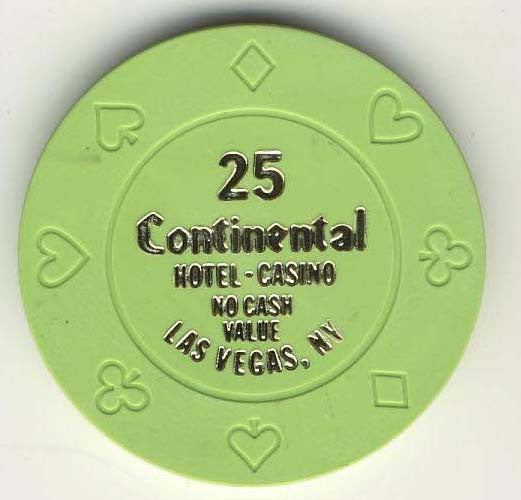 25
Continental
HOTEL - CASINO
NO CASH
VALUE
LAS VEGAS, NV